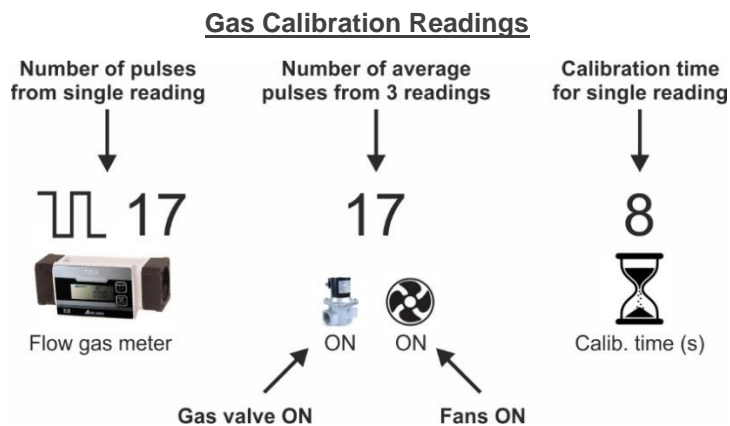 Gas Calibration Readings
Number of pulses
from single reading
Number of average
pulses from 3 readings
Calibration time
for single reading
17
17
8
Flow gas meter
ON
ON
Calib. time (s)
Gas valve ON
Fans ON